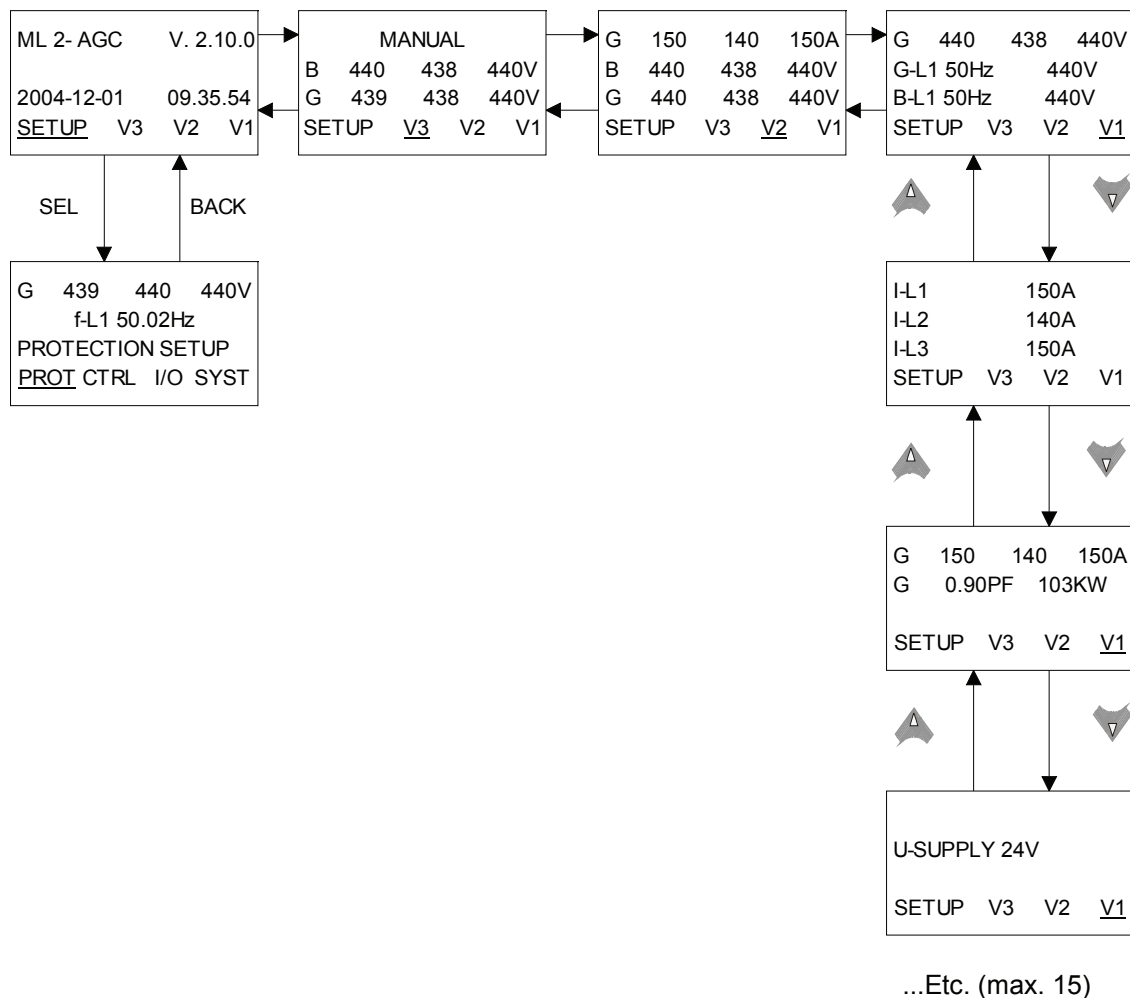 ML 2- AGC V. 2.10.0
2004-12-01 09.35.54
SETUP V3 V2 V1
MANUAL
B 440 438 440V
G 439 438 440V
SETUP V3 V2 V1
G 150 140 150A
B 440 438 440V
G 440 438 440V
SETUP V3 V2 V1
G 440 438 440V
G-L1 50Hz 440V
B-L1 50Hz 440V
SETUP V3 V2 V1
SEL BACK
G 439 440 440V
f-L1 50.02Hz
PROTECTION SETUP
PROT CTRL I/O SYST
I-L1 150A
I-L2 140A
I-L3 150A
SETUP V3 V2 V1
G 150 140 150A
G 0.90PF 103KW
SETUP V3 V2 V1
U-SUPPLY 24V
SETUP V3 V2 V1
...Etc. (max. 15)